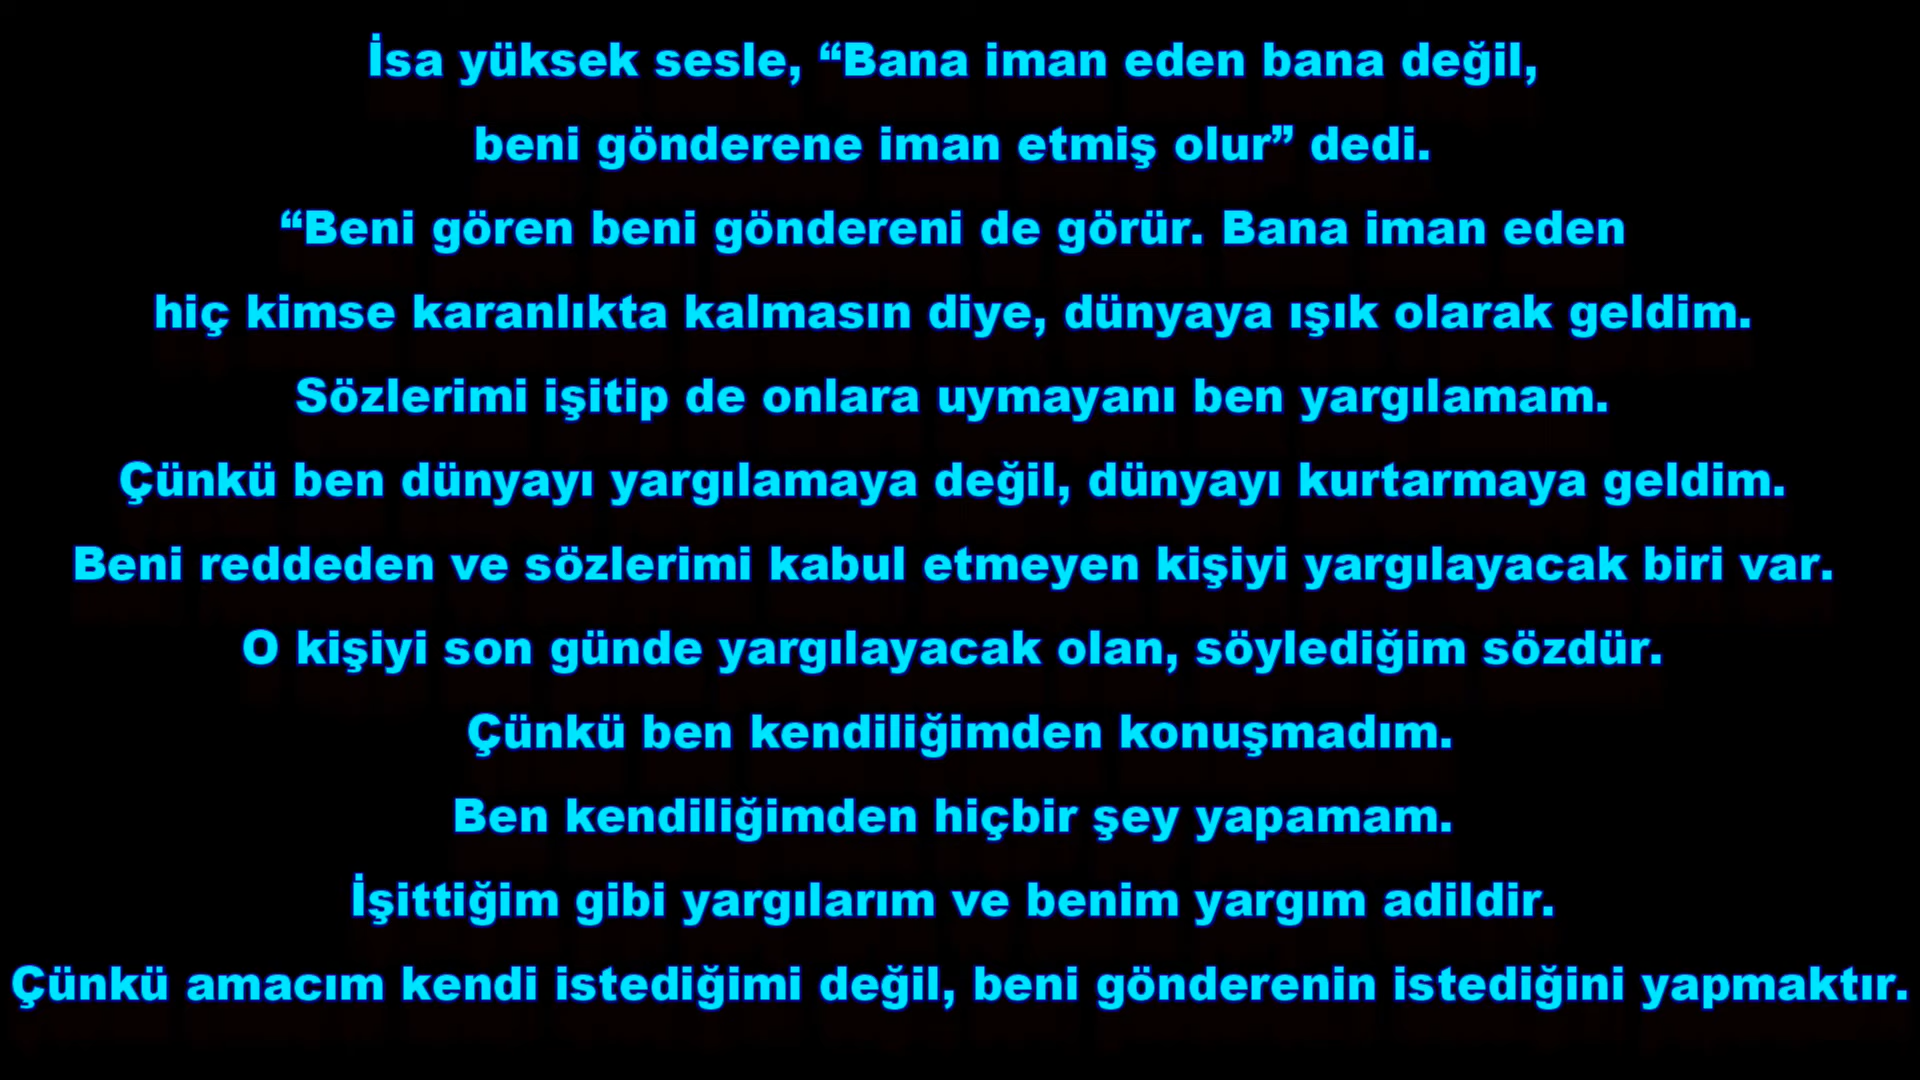 İsa yüksek sesle, “Bana iman eden bana değil,
beni gönderene iman etmiş olur” dedi.
“Beni gören beni göndereni de görür. Bana iman eden
hiç kimse karanlıkta kalmasın diye, dünyaya ışık olarak geldim.
Sözlerimi işitip de onlara uymayanı ben yargılamam.
Çünkü ben dünyayı yargılamaya değil, dünyayı kurtarmaya geldim.
Beni reddeden ve sözlerimi kabul etmeyen kişiyi yargılayacak biri var.
O kişiyi son günde yargılayacak olan, söylediğim sözdür.
Çünkü ben kendiliğimden konuşmadım.
Ben kendiliğimden hiçbir şey yapamam.
İşittiğim gibi yargılarım ve benim yargım adildir.
Çünkü amacım kendi istediğimi değil, beni gönderenin istediğini yapmaktır.